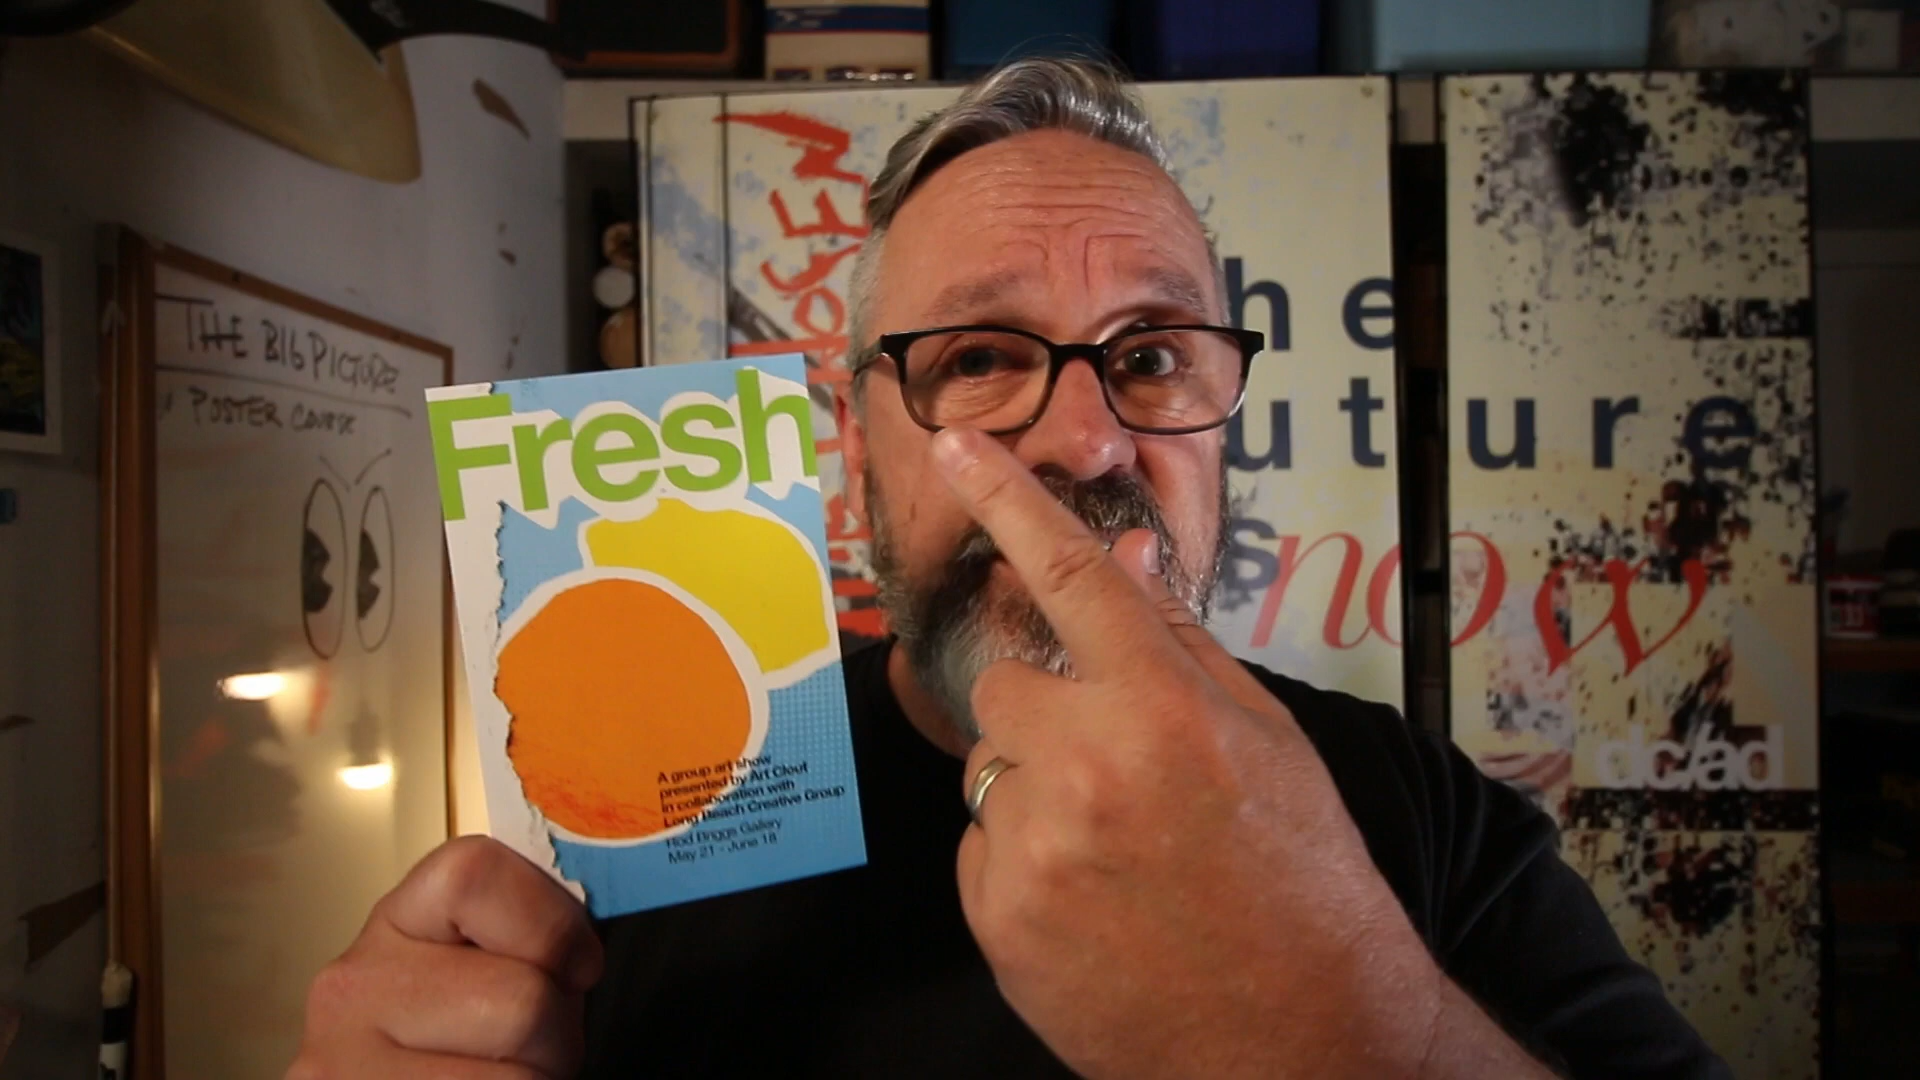 THE BIG PICTURE
POSTER COURSE
Fresh
A group art show
presented by Art Clout
in collaboration with
Long Beach Creative Group
Rod Briggs Gallery
May 21 - June 18
he
uture
s now
dc/ad